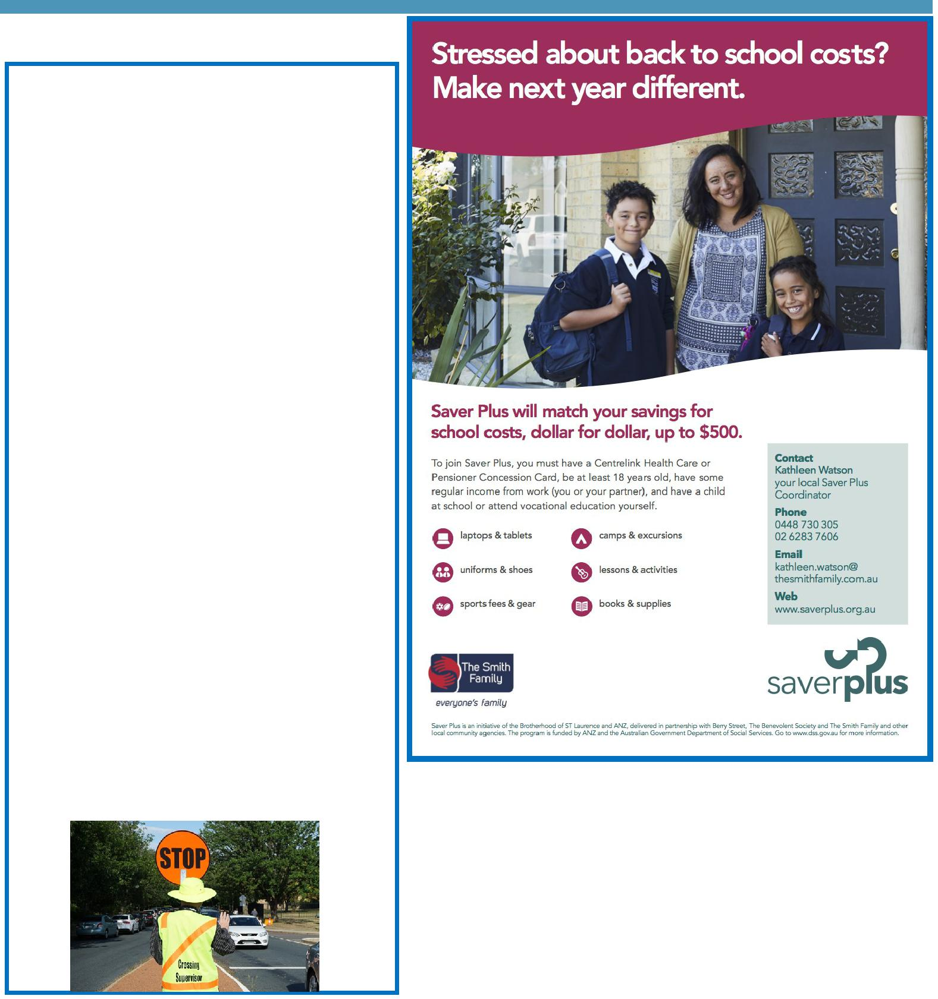 Stressed about back to school costs?
Make next year different.
Saver Plus will match your savings for
school costs, dollar for dollar, up to $500.
To join Saver Plus, you must have a Centrelink Health Care or
Pensioner Concession Card, be at least 18 years old, have some
regular income from work (you or your partner), and have a child
at school or attend vocational education yourself.
laptops & tablets
camps & excursions
uniforms & shoes
lessons & activities
sports fees & gear
books & supplies
Contact
Kathleen Watson
your local Saver Plus
Coordinator
Phone
0448 730 305
02 6283 7606
Email
kathleen.watson@
thesmithfamily.com.au
Web
www.saverplus.org.au
The Smith
Family
everyone's family
saverplus
Saver Plus is an initiative of the Brotherhood of ST Laurence and ANZ, delivered in partnership with Berry Street, The Benevolent Society and The Smith Family and other
local community agencies. The program is funded by ANZ and the Australian Government Department of Social Services. Go to www.dss.gov.au for more information.
STOP
Crossing
Supervisor